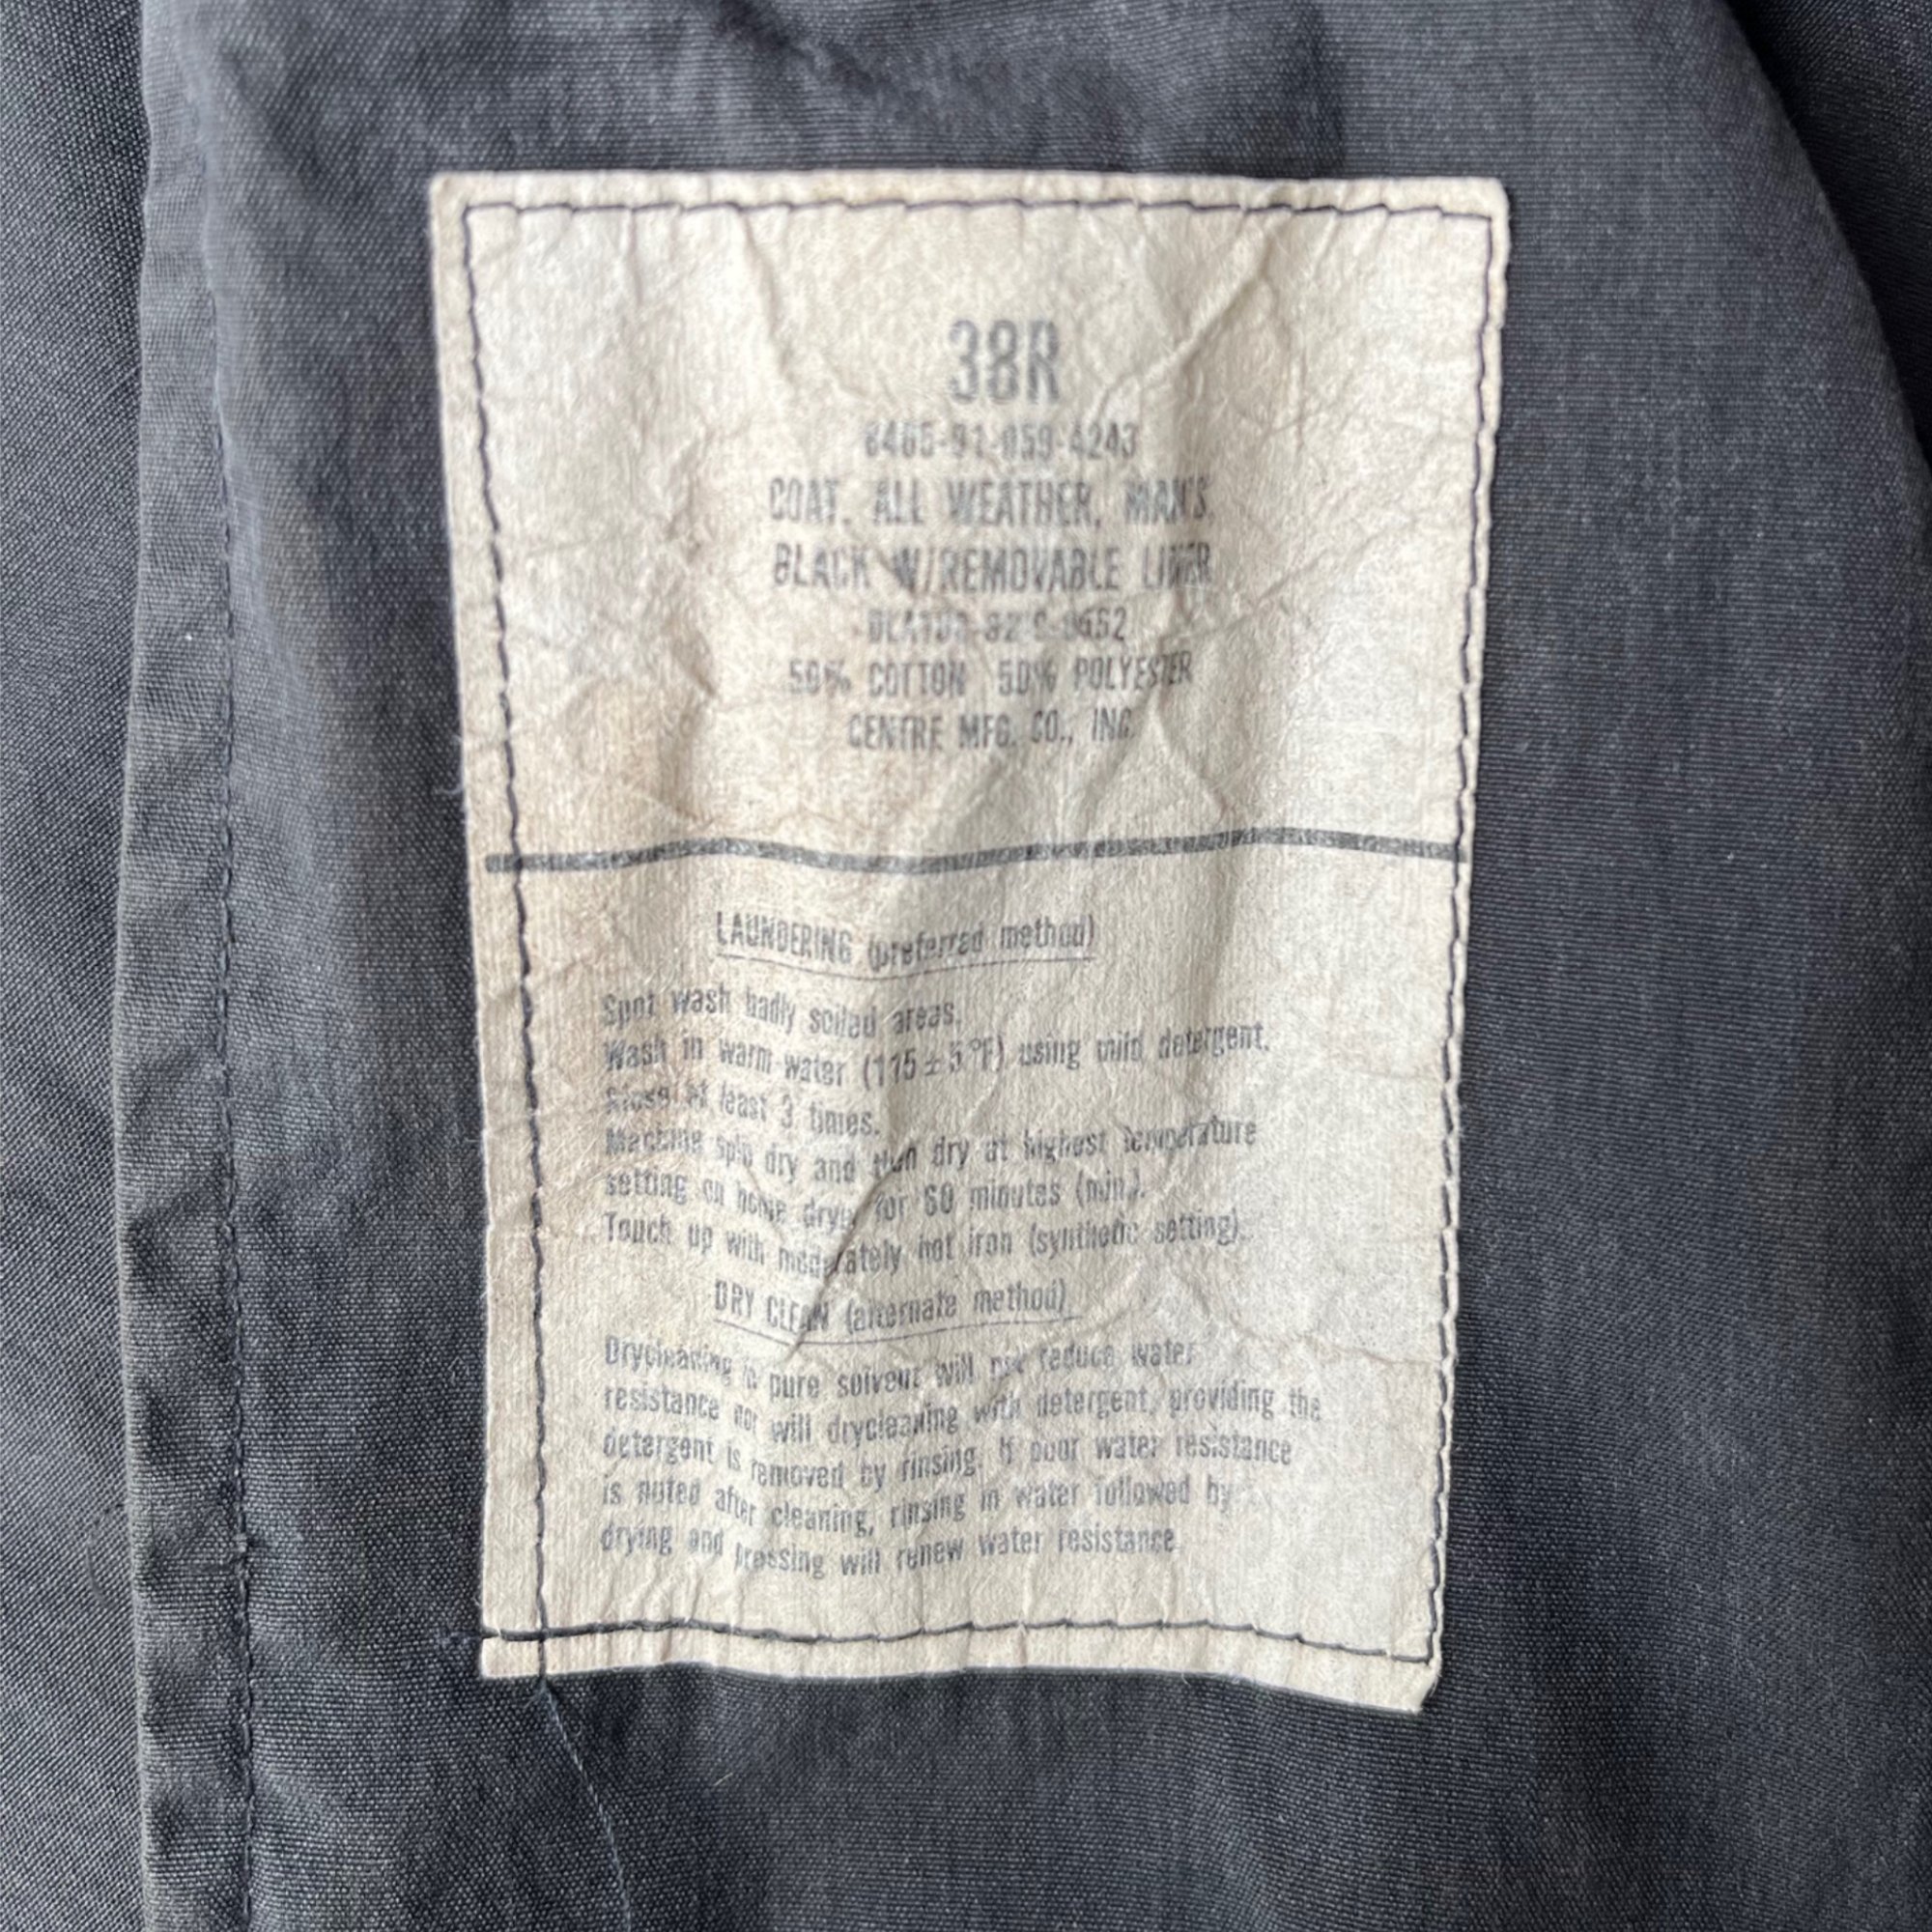 38R
COAT, ALL WEATHER, MAN'S,
BLACK W/REMOVABLE LINER
50% COTTON 50% POLYESTER
CENTRE MFG. CO., INC.
LAUNDERING (preferred method)
Spot wash badly soiled areas.
Wash in warm water (115 ± 5 °F) using mild detergent.
Rinse at least 3 times.
Machine spin dry and then dry at highest temperature
setting on home dryer for 60 minutes (min.).
Touch up with moderately hot iron (synthetic setting).
DRY CLEAN (alternate method)
Drycleaning in pure solvent will not reduce water
resistance nor will drycleaning with detergent, providing the
detergent is removed by rinsing. If poor water resistance
is noted after cleaning, rinsing in water followed by
drying and pressing will renew water resistance.